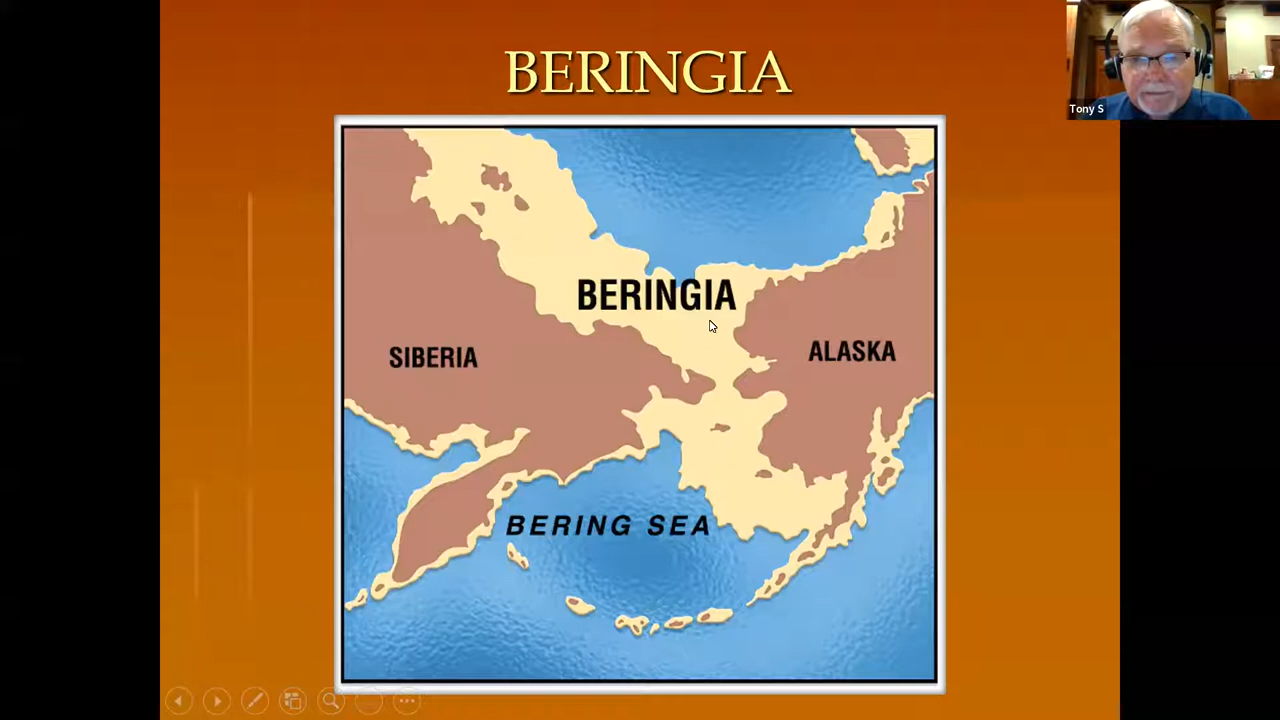 BERINGIA
Tony S
BERINGIA
SIBERIA
ALASKA
BERING SEA